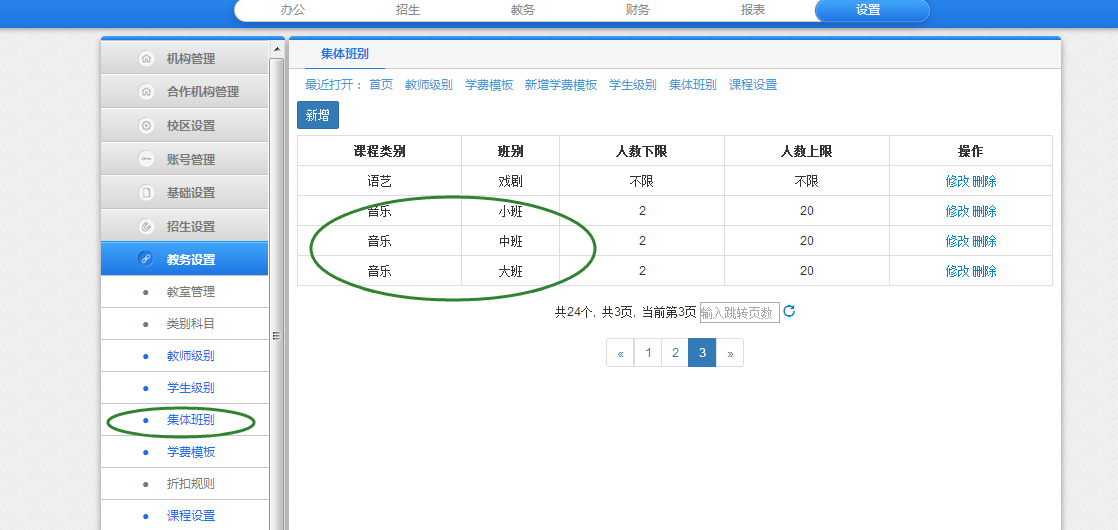 办公 招生 教务 财务 报表 设置
机构管理
合作机构管理
校区设置
账号管理
基础设置
招生设置
教务设置
教室管理
类别科目
教师级别
学生级别
集体班别
学费模板
折扣规则
课程设置
集体班别
最近打开： 首页 教师级别 学费模板 新增学费模板 学生级别 集体班别 课程设置
新增
课程类别 班别 人数下限 人数上限 操作
语艺 戏剧 不限 不限 修改 删除
音乐 小班 2 20 修改 删除
音乐 中班 2 20 修改 删除
音乐 大班 2 20 修改 删除
共24个, 共3页, 当前第3页 输入跳转页数
« 1 2 3 »